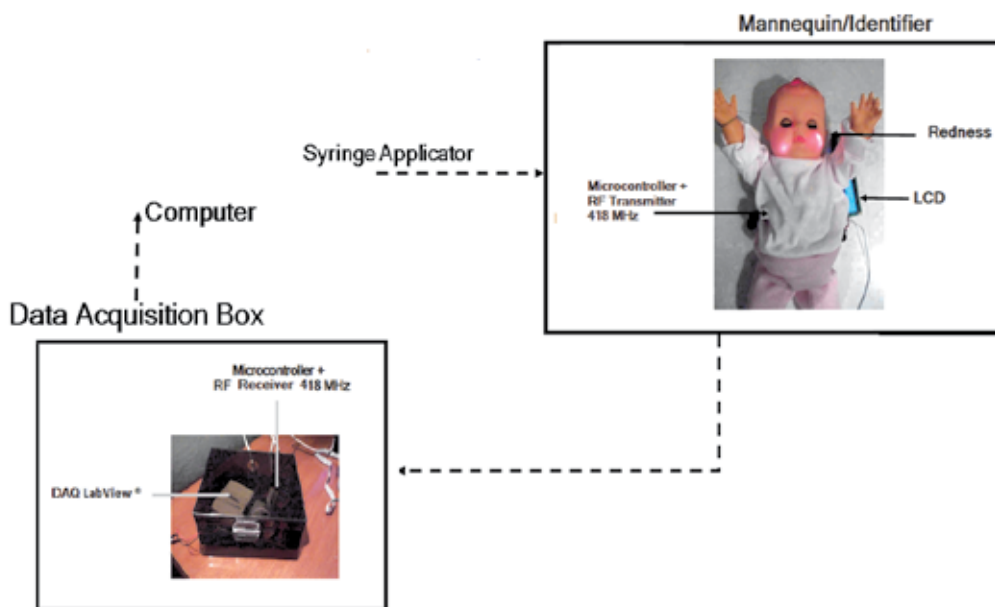 Mannequin/Identifier
Redness
Syringe Applicator
Microcontroller +
RF Transmitter
418 MHz
LCD
Computer
Data Acquisition Box
Microcontroller +
RF Receiver 418 MHz
DAQ LabView ®